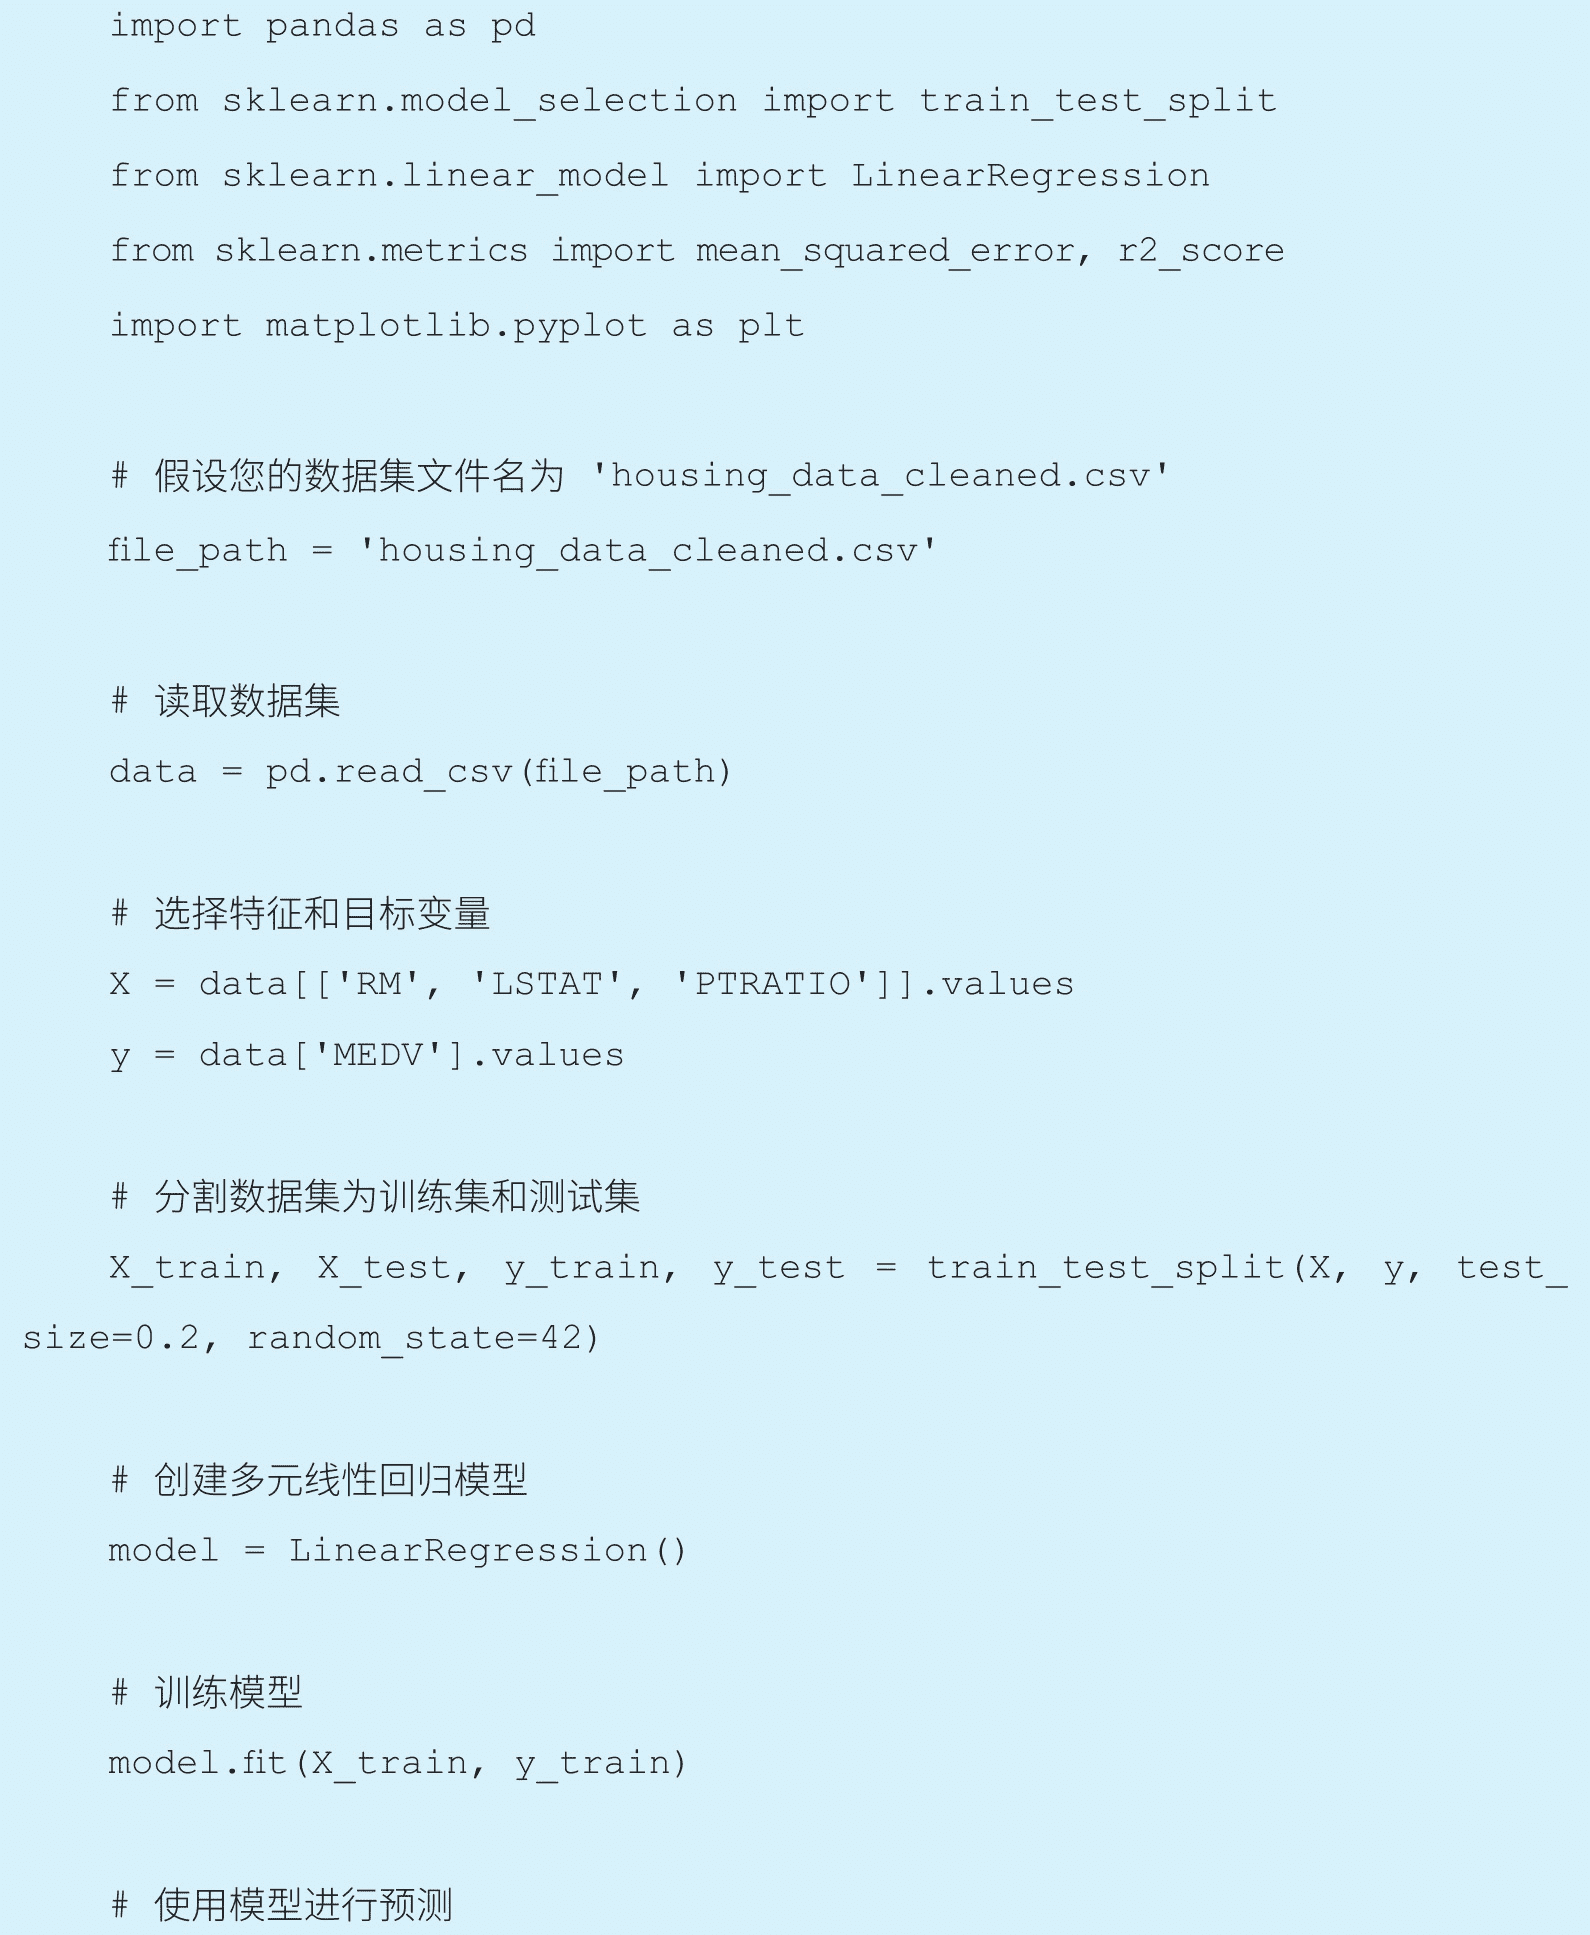 import pandas as pd
from sklearn.model_selection import train_test_split
from sklearn.linear_model import LinearRegression
from sklearn.metrics import mean_squared_error, r2_score
import matplotlib.pyplot as plt
# 假设您的数据集文件名为 'housing_data_cleaned.csv'
file_path = 'housing_data_cleaned.csv'
# 读取数据集
data = pd.read_csv(file_path)
# 选择特征和目标变量
X = data[['RM', 'LSTAT', 'PTRATIO']].values
y = data['MEDV'].values
# 分割数据集为训练集和测试集
X_train, X_test, y_train, y_test = train_test_split(X, y, test_
size=0.2, random_state=42)
# 创建多元线性回归模型
model = LinearRegression()
# 训练模型
model.fit(X_train, y_train)
# 使用模型进行预测